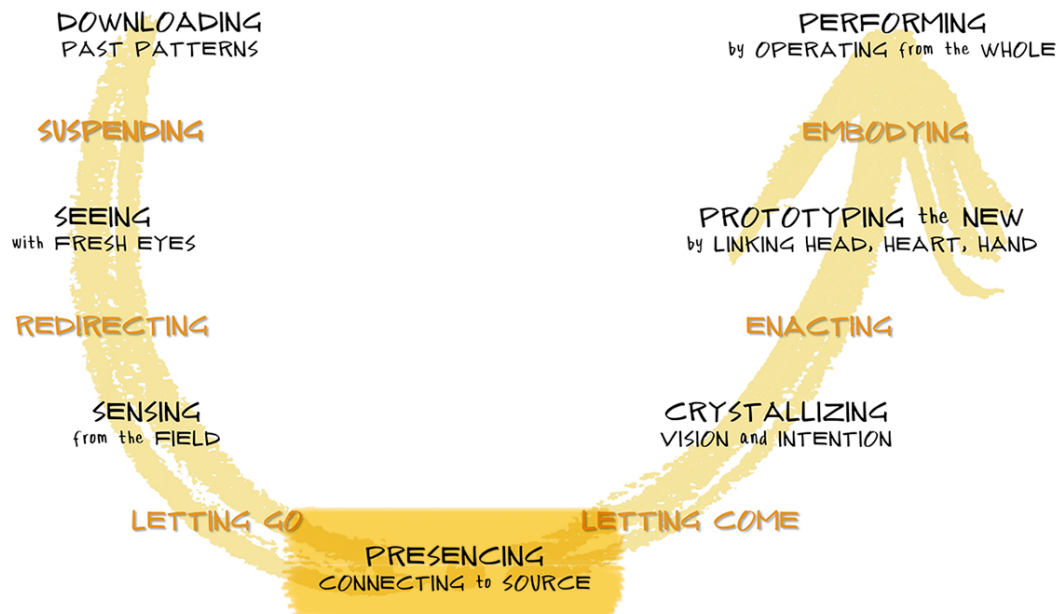 DOWNLOADING
PAST PATTERNS
SUSPENDING
SEEING
with FRESH EYES
REDIRECTING
SENSING
from the FIELD
LETTING GO
PRESENCING
CONNECTING to SOURCE
LETTING COME
CRYSTALLIZING
VISION and INTENTION
ENACTING
PROTOTYPING the NEW
by LINKING HEAD, HEART, HAND
EMBODYING
PERFORMING
by OPERATING from the WHOLE